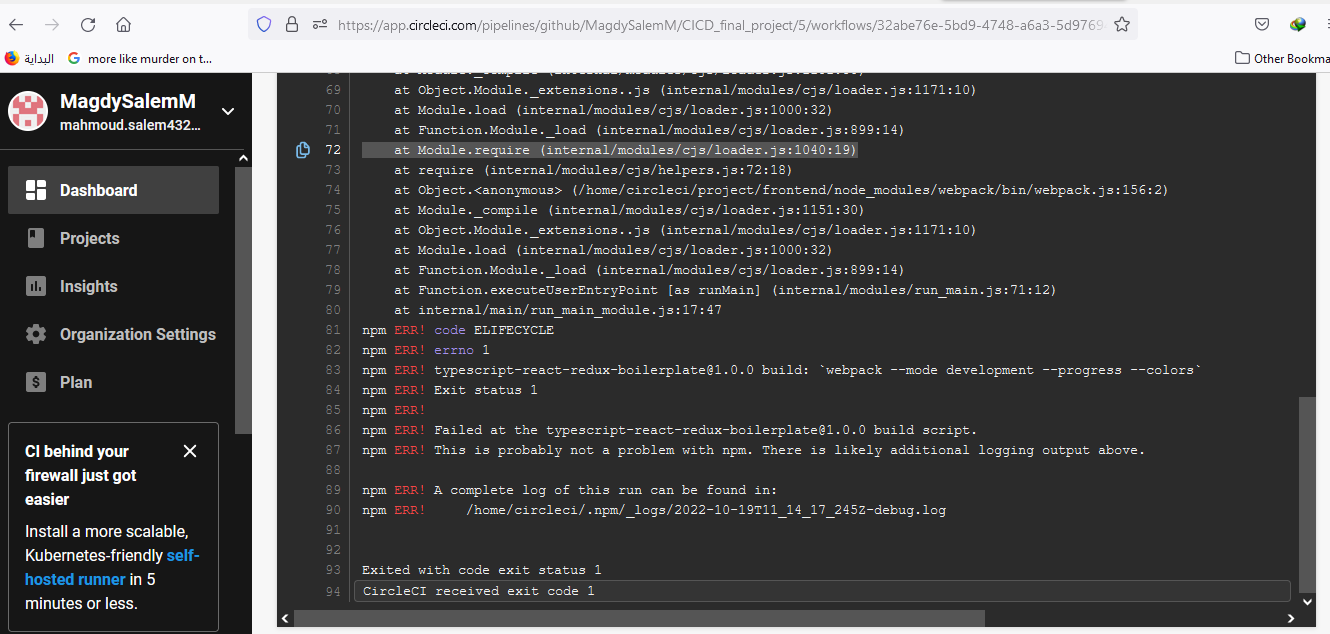 https://app.circleci.com/pipelines/github/MagdySalemM/CICD_final_project/5/workflows/32abe76e-5bd9-4748-a6a3-5d9769
البداية
more like murder on t...
Other Bookma
MagdySalemM
mahmoud.salem432...
Dashboard
Projects
Insights
Organization Settings
Plan
CI behind your
firewall just got
easier
Install a more scalable,
Kubernetes-friendly self-
hosted runner in 5
minutes or less.
69 at Object.Module._extensions..js (internal/modules/cjs/loader.js:1171:10)
70 at Module.load (internal/modules/cjs/loader.js:1000:32)
71 at Function.Module._load (internal/modules/cjs/loader.js:899:14)
72 at Module.require (internal/modules/cjs/loader.js:1040:19)
73 at require (internal/modules/cjs/helpers.js:72:18)
74 at Object.<anonymous> (/home/circleci/project/frontend/node_modules/webpack/bin/webpack.js:156:2)
75 at Module._compile (internal/modules/cjs/loader.js:1151:30)
76 at Object.Module._extensions..js (internal/modules/cjs/loader.js:1171:10)
77 at Module.load (internal/modules/cjs/loader.js:1000:32)
78 at Function.Module._load (internal/modules/cjs/loader.js:899:14)
79 at Function.executeUserEntryPoint [as runMain] (internal/modules/run_main.js:71:12)
80 at internal/main/run_main_module.js:17:47
81 npm ERR! code ELIFECYCLE
82 npm ERR! errno 1
83 npm ERR! typescript-react-redux-boilerplate@1.0.0 build: `webpack --mode development --progress --colors`
84 npm ERR! Exit status 1
85 npm ERR!
86 npm ERR! Failed at the typescript-react-redux-boilerplate@1.0.0 build script.
87 npm ERR! This is probably not a problem with npm. There is likely additional logging output above.
88
89 npm ERR! A complete log of this run can be found in:
90 npm ERR! /home/circleci/.npm/_logs/2022-10-19T11_14_17_245Z-debug.log
91
92
93 Exited with code exit status 1
94 CircleCI received exit code 1